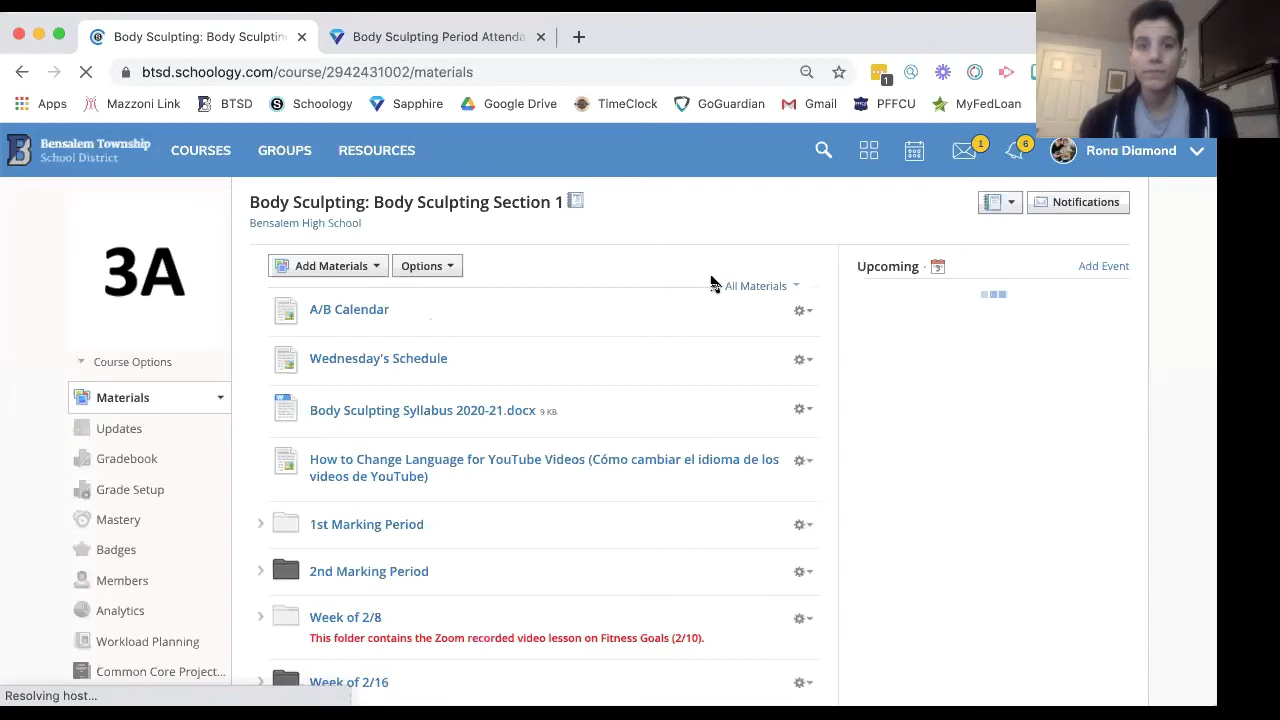 Body Sculpting: Body Sculptin
Body Sculpting Period Attenda
btsd.schoology.com/course/2942431002/materials
1
Apps
Mazzoni Link
BTSD
Schoology
Sapphire
Google Drive
TimeClock
GoGuardian
Gmail
PFFCU
MyFedLoan
B
Bensalem Township
School District
COURSES
GROUPS
RESOURCES
1
6
Rona Diamond
3A
Course Options
Materials
Updates
Gradebook
Grade Setup
Mastery
Badges
Members
Analytics
Workload Planning
Common Core Project...
Body Sculpting: Body Sculpting Section 1
Bensalem High School
Notifications
Add Materials
Options
All Materials
A/B Calendar
Wednesday's Schedule
Body Sculpting Syllabus 2020-21.docx 9 KB
How to Change Language for YouTube Videos (Cómo cambiar el idioma de los
videos de YouTube)
1st Marking Period
2nd Marking Period
Week of 2/8
This folder contains the Zoom recorded video lesson on Fitness Goals (2/10).
Week of 2/16
Upcoming
Add Event
Resolving host...